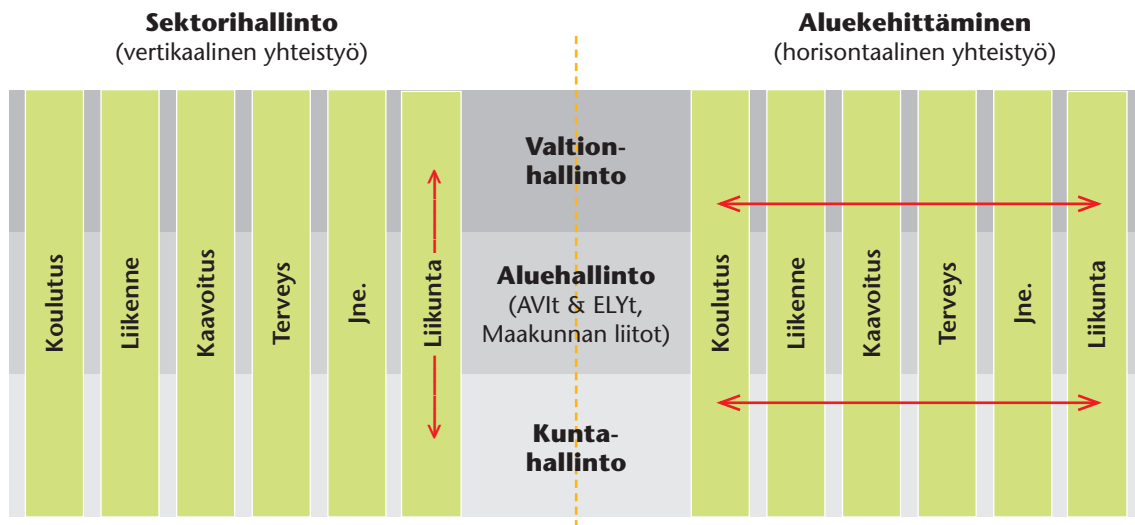 Sektorihallinto
(vertikaalinen yhteistyö)
Aluekehittäminen
(horisontaalinen yhteistyö)
Koulutus
Liikenne
Kaavoitus
Terveys
Jne.
Liikunta
Valtion-
hallinto
Aluehallinto
(AVIt & ELYt,
Maakunnan liitot)
Kunta-
hallinto
Koulutus
Liikenne
Kaavoitus
Terveys
Jne.
Liikunta